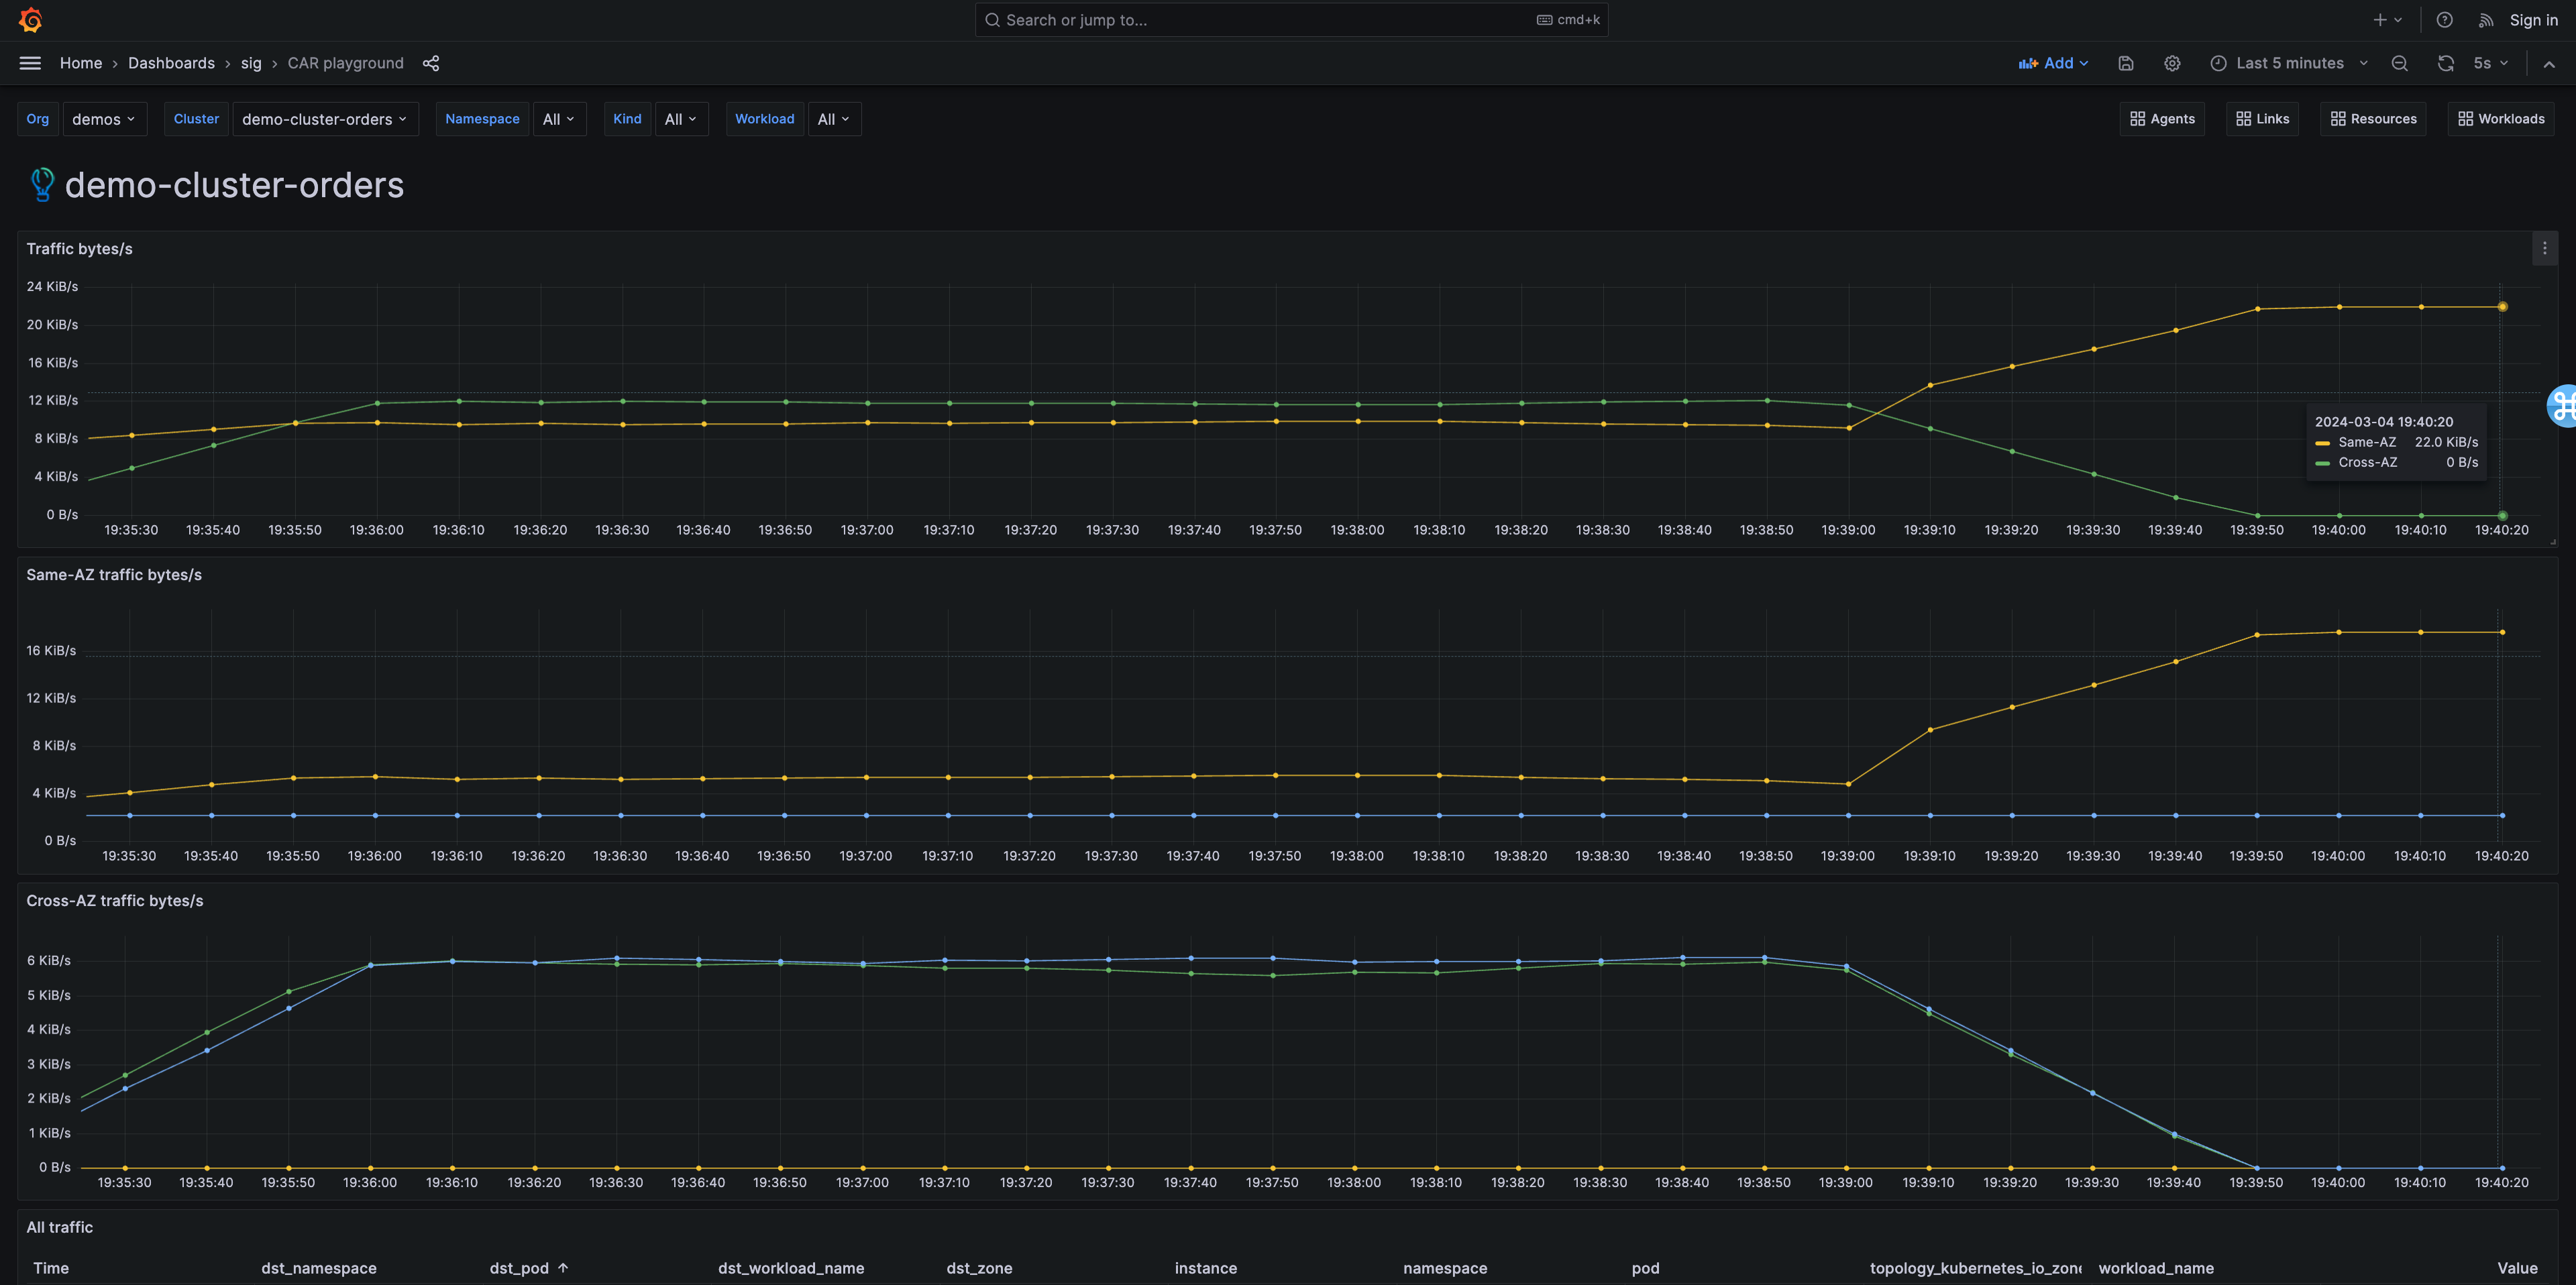 Search or jump to... cmd+k Sign in
Home › Dashboards › sig › CAR playground Add Last 5 minutes 5s
Org demos Cluster demo-cluster-orders Namespace All Kind All Workload All Agents Links Resources Workloads
demo-cluster-orders
Traffic bytes/s
24 KiB/s
20 KiB/s
16 KiB/s
12 KiB/s
8 KiB/s
4 KiB/s
0 B/s
2024-03-04 19:40:20
Same-AZ 22.0 KiB/s
Cross-AZ 0 B/s
19:35:30 19:35:40 19:35:50 19:36:00 19:36:10 19:36:20 19:36:30 19:36:40 19:36:50 19:37:00 19:37:10 19:37:20 19:37:30 19:37:40 19:37:50 19:38:00 19:38:10 19:38:20 19:38:30 19:38:40 19:38:50 19:39:00 19:39:10 19:39:20 19:39:30 19:39:40 19:39:50 19:40:00 19:40:10 19:40:20
Same-AZ traffic bytes/s
16 KiB/s
12 KiB/s
8 KiB/s
4 KiB/s
0 B/s
19:35:30 19:35:40 19:35:50 19:36:00 19:36:10 19:36:20 19:36:30 19:36:40 19:36:50 19:37:00 19:37:10 19:37:20 19:37:30 19:37:40 19:37:50 19:38:00 19:38:10 19:38:20 19:38:30 19:38:40 19:38:50 19:39:00 19:39:10 19:39:20 19:39:30 19:39:40 19:39:50 19:40:00 19:40:10 19:40:20
Cross-AZ traffic bytes/s
6 KiB/s
5 KiB/s
4 KiB/s
3 KiB/s
2 KiB/s
1 KiB/s
0 B/s
19:35:30 19:35:40 19:35:50 19:36:00 19:36:10 19:36:20 19:36:30 19:36:40 19:36:50 19:37:00 19:37:10 19:37:20 19:37:30 19:37:40 19:37:50 19:38:00 19:38:10 19:38:20 19:38:30 19:38:40 19:38:50 19:39:00 19:39:10 19:39:20 19:39:30 19:39:40 19:39:50 19:40:00 19:40:10 19:40:20
All traffic
Time dst_namespace dst_pod ↑ dst_workload_name dst_zone instance namespace pod topology_kubernetes_io_zone workload_name Value